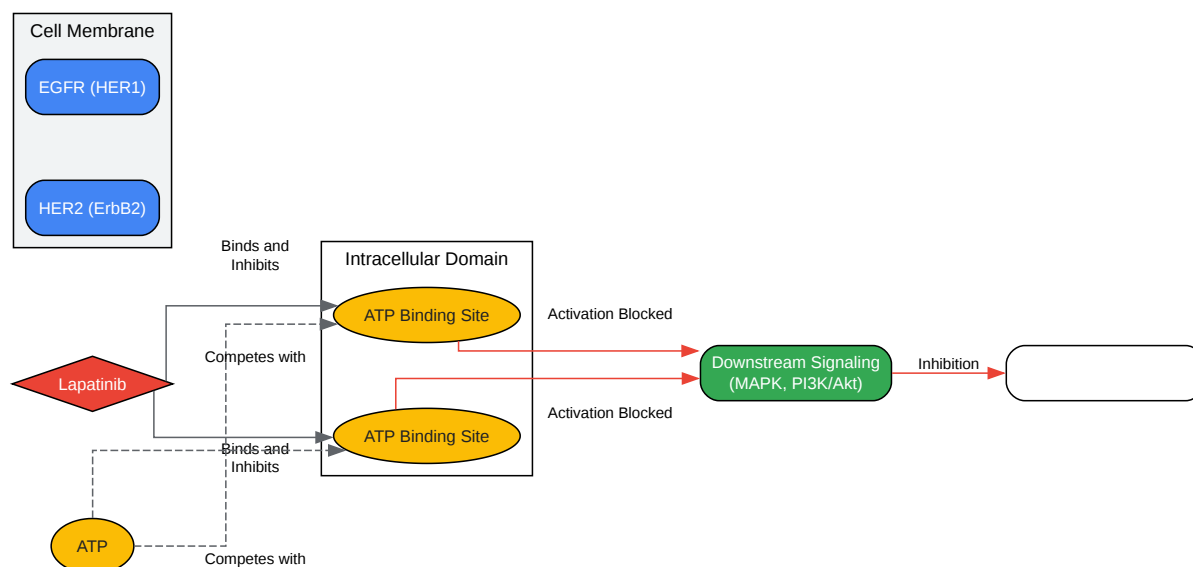 Cell Membrane
EGFR (HER1)
HER2 (ErbB2)
Binds and
Inhibits
Intracellular Domain
ATP Binding Site
Activation Blocked
Competes with
Lapatinib
Downstream Signaling
(MAPK, PI3K/Akt)
Inhibition
Activation Blocked
ATP Binding Site
Binds and
Inhibits
ATP
Competes with